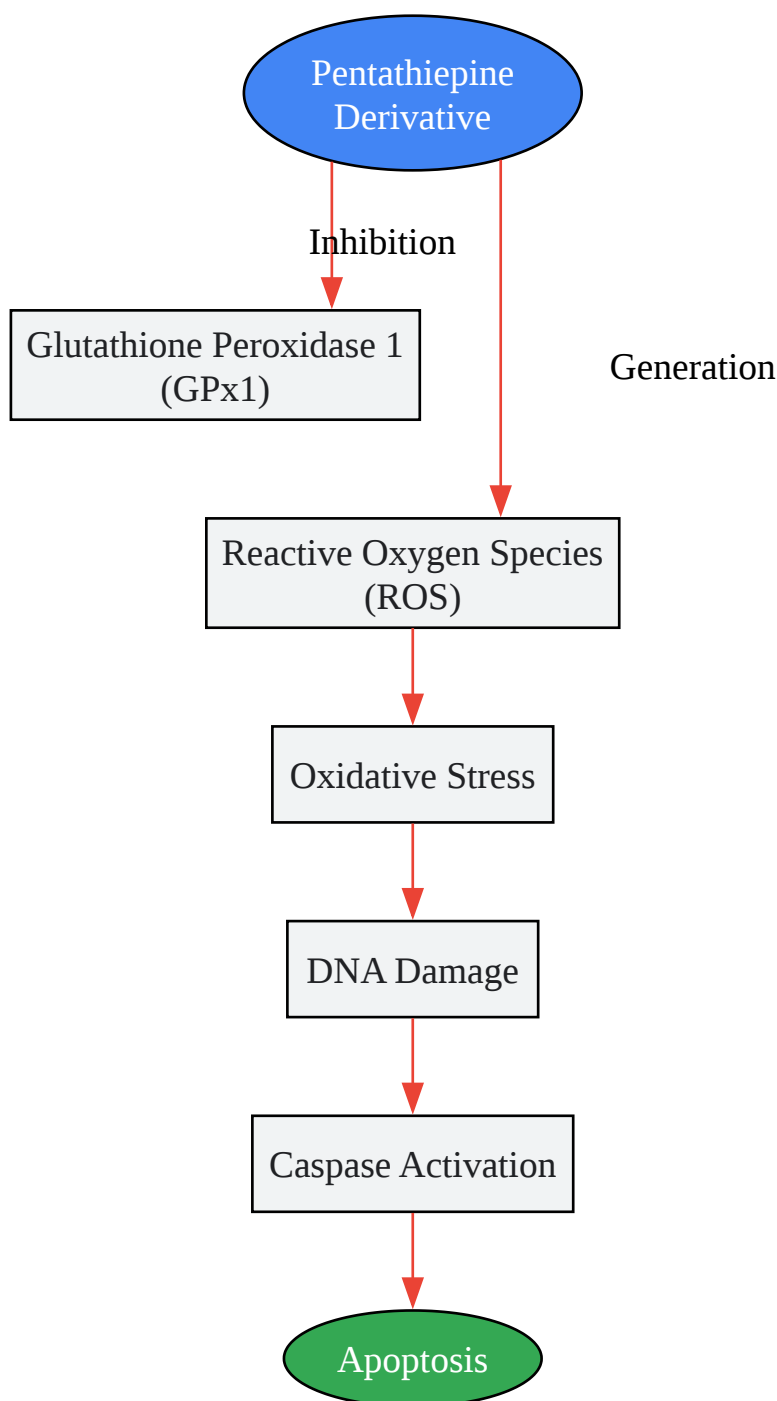 Pentathiepine
Derivative
Inhibition
Glutathione Peroxidase 1
(GPx1)
Generation
Reactive Oxygen Species
(ROS)
Oxidative Stress
DNA Damage
Caspase Activation
Apoptosis